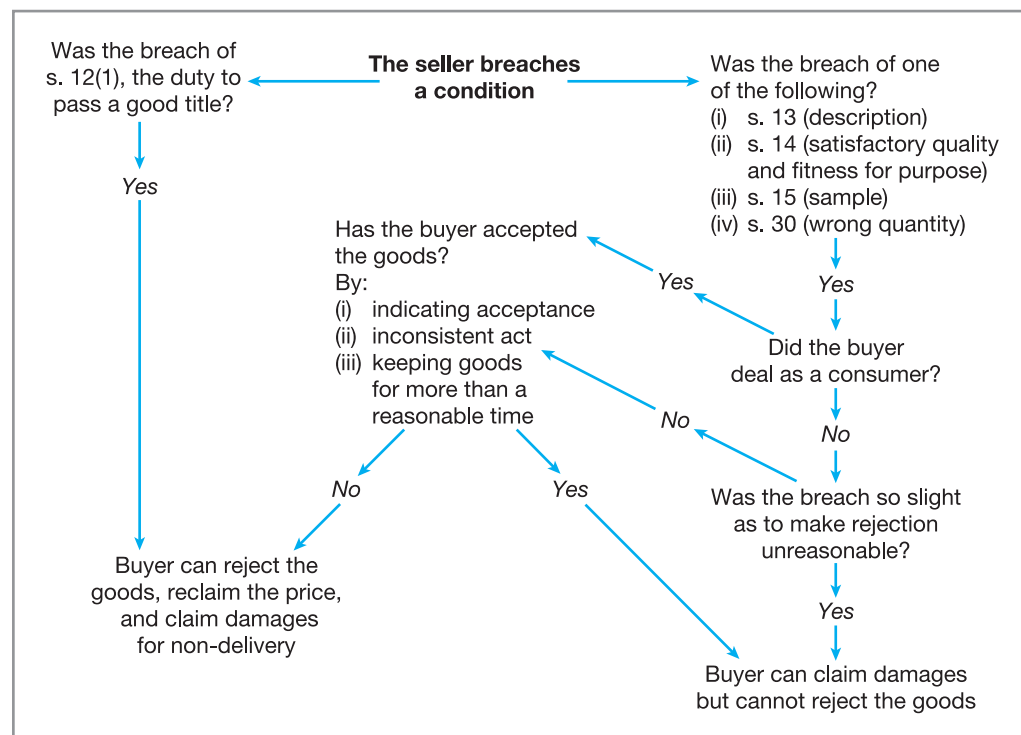 Was the breach of
s. 12(1), the duty to
pass a good title?
The seller breaches
a condition
Was the breach of one
of the following?
(i) s. 13 (description)
(ii) s. 14 (satisfactory quality
and fitness for purpose)
(iii) s. 15 (sample)
(iv) s. 30 (wrong quantity)
Yes
Has the buyer accepted
the goods?
By:
(i) indicating acceptance
(ii) inconsistent act
(iii) keeping goods
for more than a
reasonable time
Yes
Yes
Did the buyer
deal as a consumer?
No
No
No
Yes
Was the breach so slight
as to make rejection
unreasonable?
Buyer can reject the
goods, reclaim the price,
and claim damages
for non-delivery
Yes
Buyer can claim damages
but cannot reject the goods